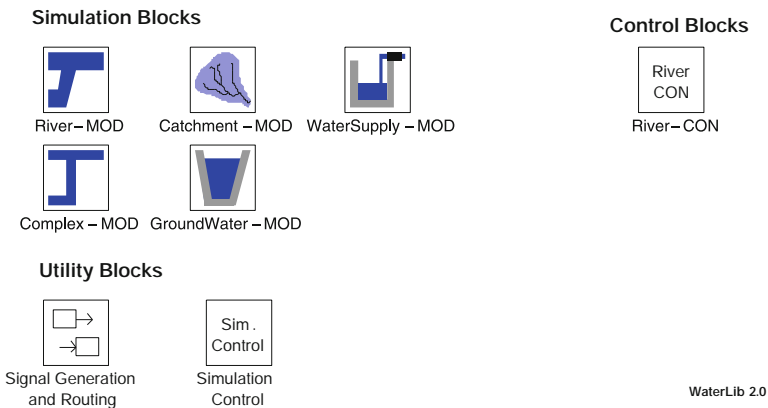 Simulation Blocks
Control Blocks
River
CON
River–MOD
Catchment –MOD
WaterSupply –MOD
River–CON
Complex –MOD
GroundWater –MOD
Utility Blocks
Sim .
Control
Signal Generation
and Routing
Simulation
Control
WaterLib 2.0